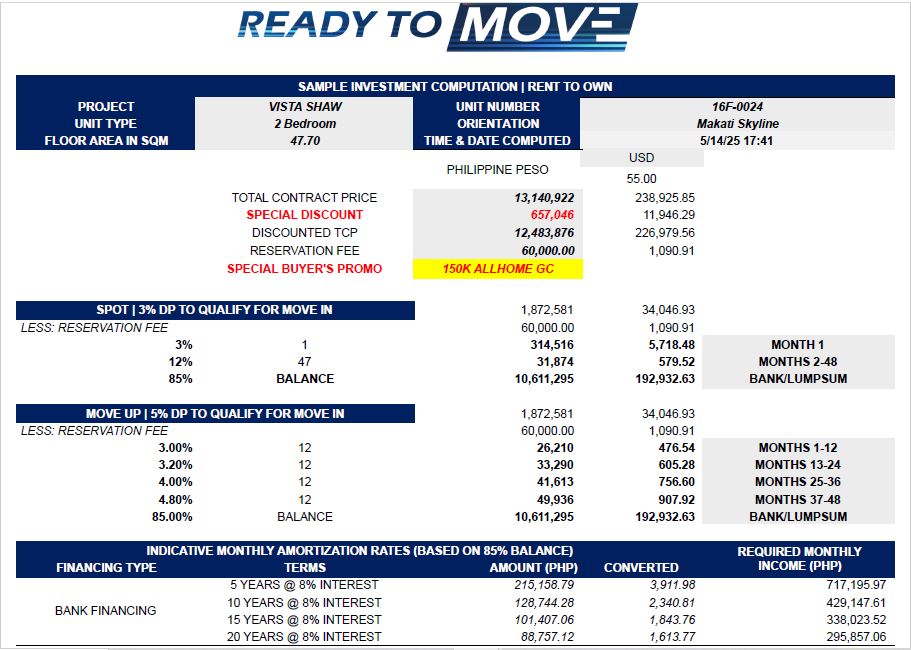 READY TO MOVE
SAMPLE INVESTMENT COMPUTATION | RENT TO OWN
PROJECT VISTA SHAW UNIT NUMBER 16F-0024
UNIT TYPE 2 Bedroom ORIENTATION Makati Skyline
FLOOR AREA IN SQM 47.70 TIME & DATE COMPUTED 5/14/25 17:41
PHILIPPINE PESO USD
55.00
TOTAL CONTRACT PRICE 13,140,922 238,925.85
SPECIAL DISCOUNT 657,046 11,946.29
DISCOUNTED TCP 12,483,876 226,979.56
RESERVATION FEE 60,000.00 1,090.91
SPECIAL BUYER'S PROMO 150K ALLHOME GC
SPOT | 3% DP TO QUALIFY FOR MOVE IN 1,872,581 34,046.93
LESS: RESERVATION FEE 60,000.00 1,090.91
3% 1 314,516 5,718.48 MONTH 1
12% 47 31,874 579.52 MONTHS 2-48
85% BALANCE 10,611,295 192,932.63 BANK/LUMPSUM
MOVE UP | 5% DP TO QUALIFY FOR MOVE IN 1,872,581 34,046.93
LESS: RESERVATION FEE 60,000.00 1,090.91
3.00% 12 26,210 476.54 MONTHS 1-12
3.20% 12 33,290 605.28 MONTHS 13-24
4.00% 12 41,613 756.60 MONTHS 25-36
4.80% 12 49,936 907.92 MONTHS 37-48
85.00% BALANCE 10,611,295 192,932.63 BANK/LUMPSUM
INDICATIVE MONTHLY AMORTIZATION RATES (BASED ON 85% BALANCE) REQUIRED MONTHLY
FINANCING TYPE TERMS AMOUNT (PHP) CONVERTED INCOME (PHP)
5 YEARS @ 8% INTEREST 215,158.79 3,911.98 717,195.97
BANK FINANCING 10 YEARS @ 8% INTEREST 128,744.28 2,340.81 429,147.61
15 YEARS @ 8% INTEREST 101,407.06 1,843.76 338,023.52
20 YEARS @ 8% INTEREST 88,757.12 1,613.77 295,857.06